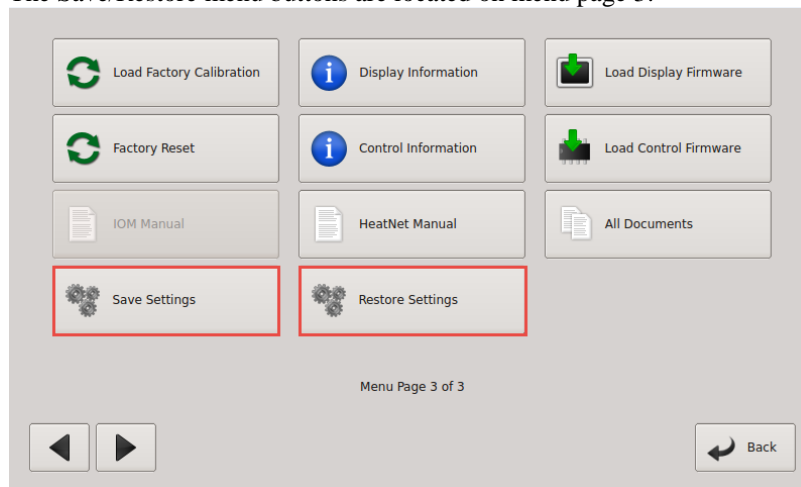 The Save/Restore menu buttons are located on menu page 3.
Load Factory Calibration
Display Information
Load Display Firmware
Factory Reset
Control Information
Load Control Firmware
IOM Manual
HeatNet Manual
All Documents
Save Settings
Restore Settings
Menu Page 3 of 3
Back